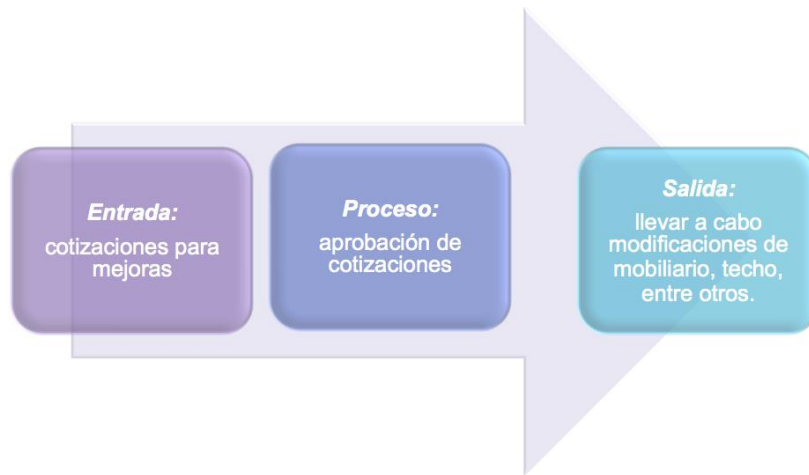 Entrada:
cotizaciones para
mejoras
Proceso:
aprobación de
cotizaciones
Salida:
llevar a cabo
modificaciones de
mobiliario, techo,
entre otros.